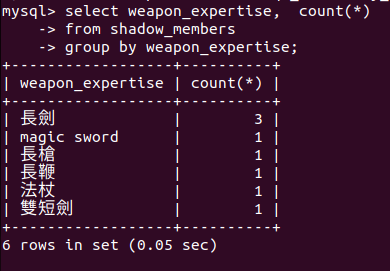 mysql> select weapon_expertise,  count(*)
    -> from shadow_members
    -> group by weapon_expertise;
+------------------+----------+
| weapon_expertise | count(*) |
+------------------+----------+
| 長劍             |        3 |
| magic sword      |        1 |
| 長槍             |        1 |
| 長鞭             |        1 |
| 法杖             |        1 |
| 雙短劍           |        1 |
+------------------+----------+
6 rows in set (0.05 sec)